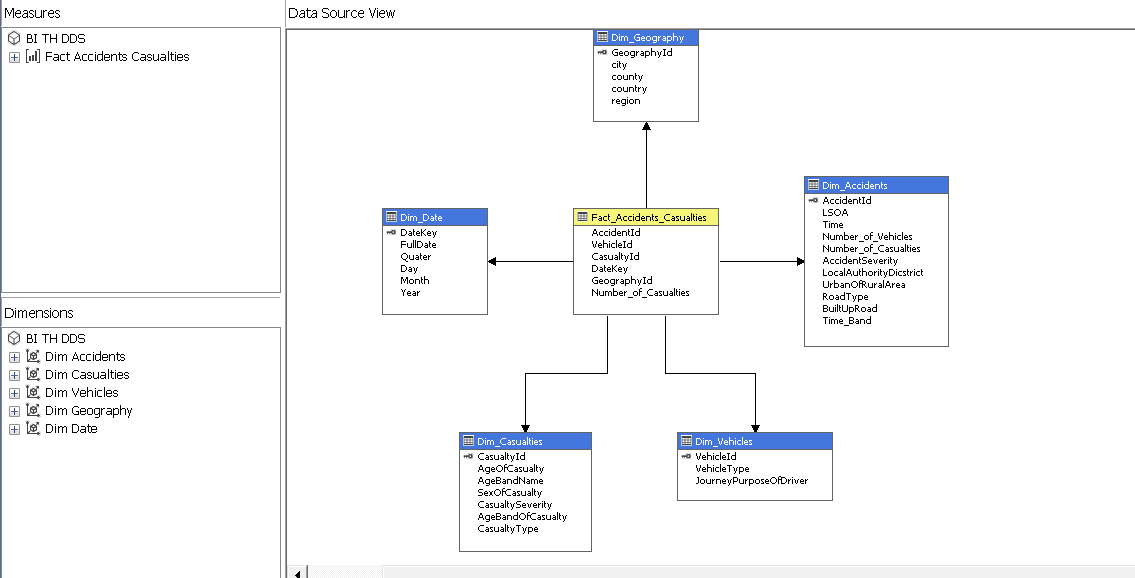 Measures
BI TH DDS
Fact Accidents Casualties
Dimensions
BI TH DDS
Dim Accidents
Dim Casualties
Dim Vehicles
Dim Geography
Dim Date
Data Source View
Dim_Geography
GeographyId
city
county
country
region
Dim_Date
DateKey
FullDate
Quater
Day
Month
Year
Fact_Accidents_Casualties
AccidentId
VehicleId
CasualtyId
DateKey
GeographyId
Number_of_Casualties
Dim_Accidents
AccidentId
LSOA
Time
Number_of_Vehicles
Number_of_Casualties
AccidentSeverity
LocalAuthorityDicstrict
UrbanOfRuralArea
RoadType
BuiltUpRoad
Time_Band
Dim_Casualties
CasualtyId
AgeOfCasualty
AgeBandName
SexOfCasualty
CasualtySeverity
AgeBandOfCasualty
CasualtyType
Dim_Vehicles
VehicleId
VehicleType
JourneyPurposeOfDriver